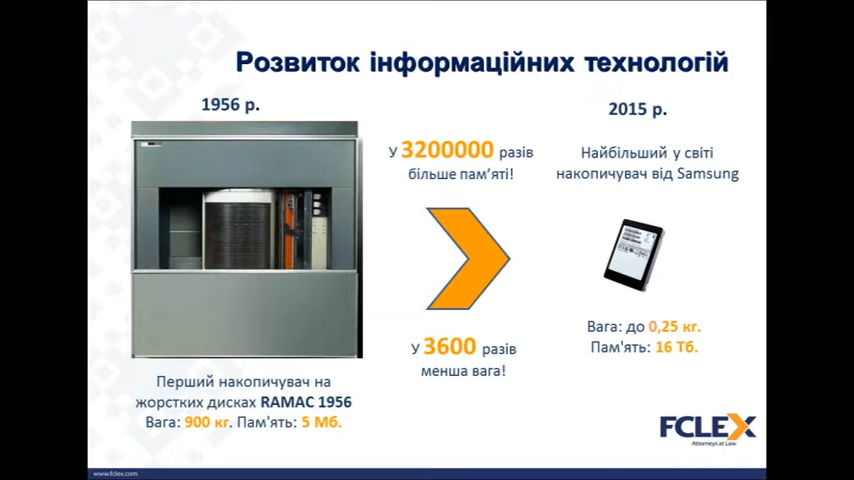 Розвиток інформаційних технологій
1956 р.
2015 р.
У 3200000 разів
більше пам'яті!
Найбільший у світі
накопичувач від Samsung
У 3600 разів
менша вага!
Вага: до 0,25 кг.
Пам'ять: 16 Тб.
Перший накопичувач на
жорстких дисках RAMAC 1956
Вага: 900 кг. Пам'ять: 5 Мб.
FCLEX
Attorneys at Law
www.fclex.com